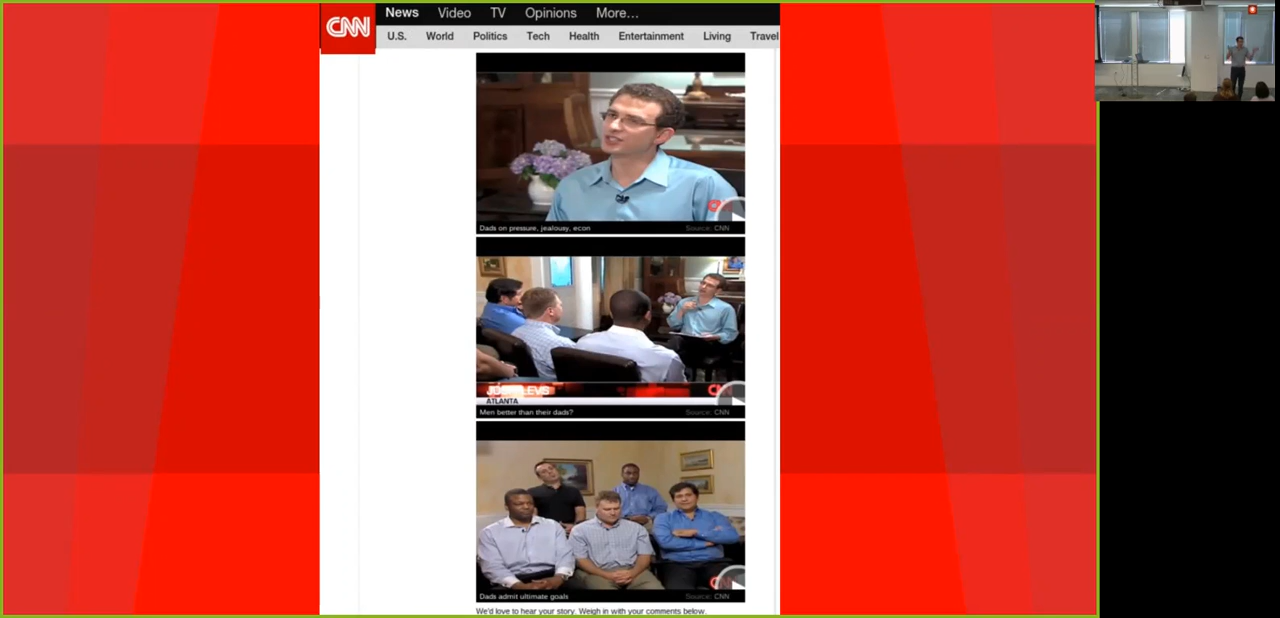 CNN
News Video TV Opinions More...
U.S. World Politics Tech Health Entertainment Living Travel
Dads on pressure, jealousy, econ Source: CNN
ATLANTA
Men better than their dads? Source: CNN
Dads admit ultimate goals Source: CNN
We'd love to hear your story. Weigh in with your comments below.